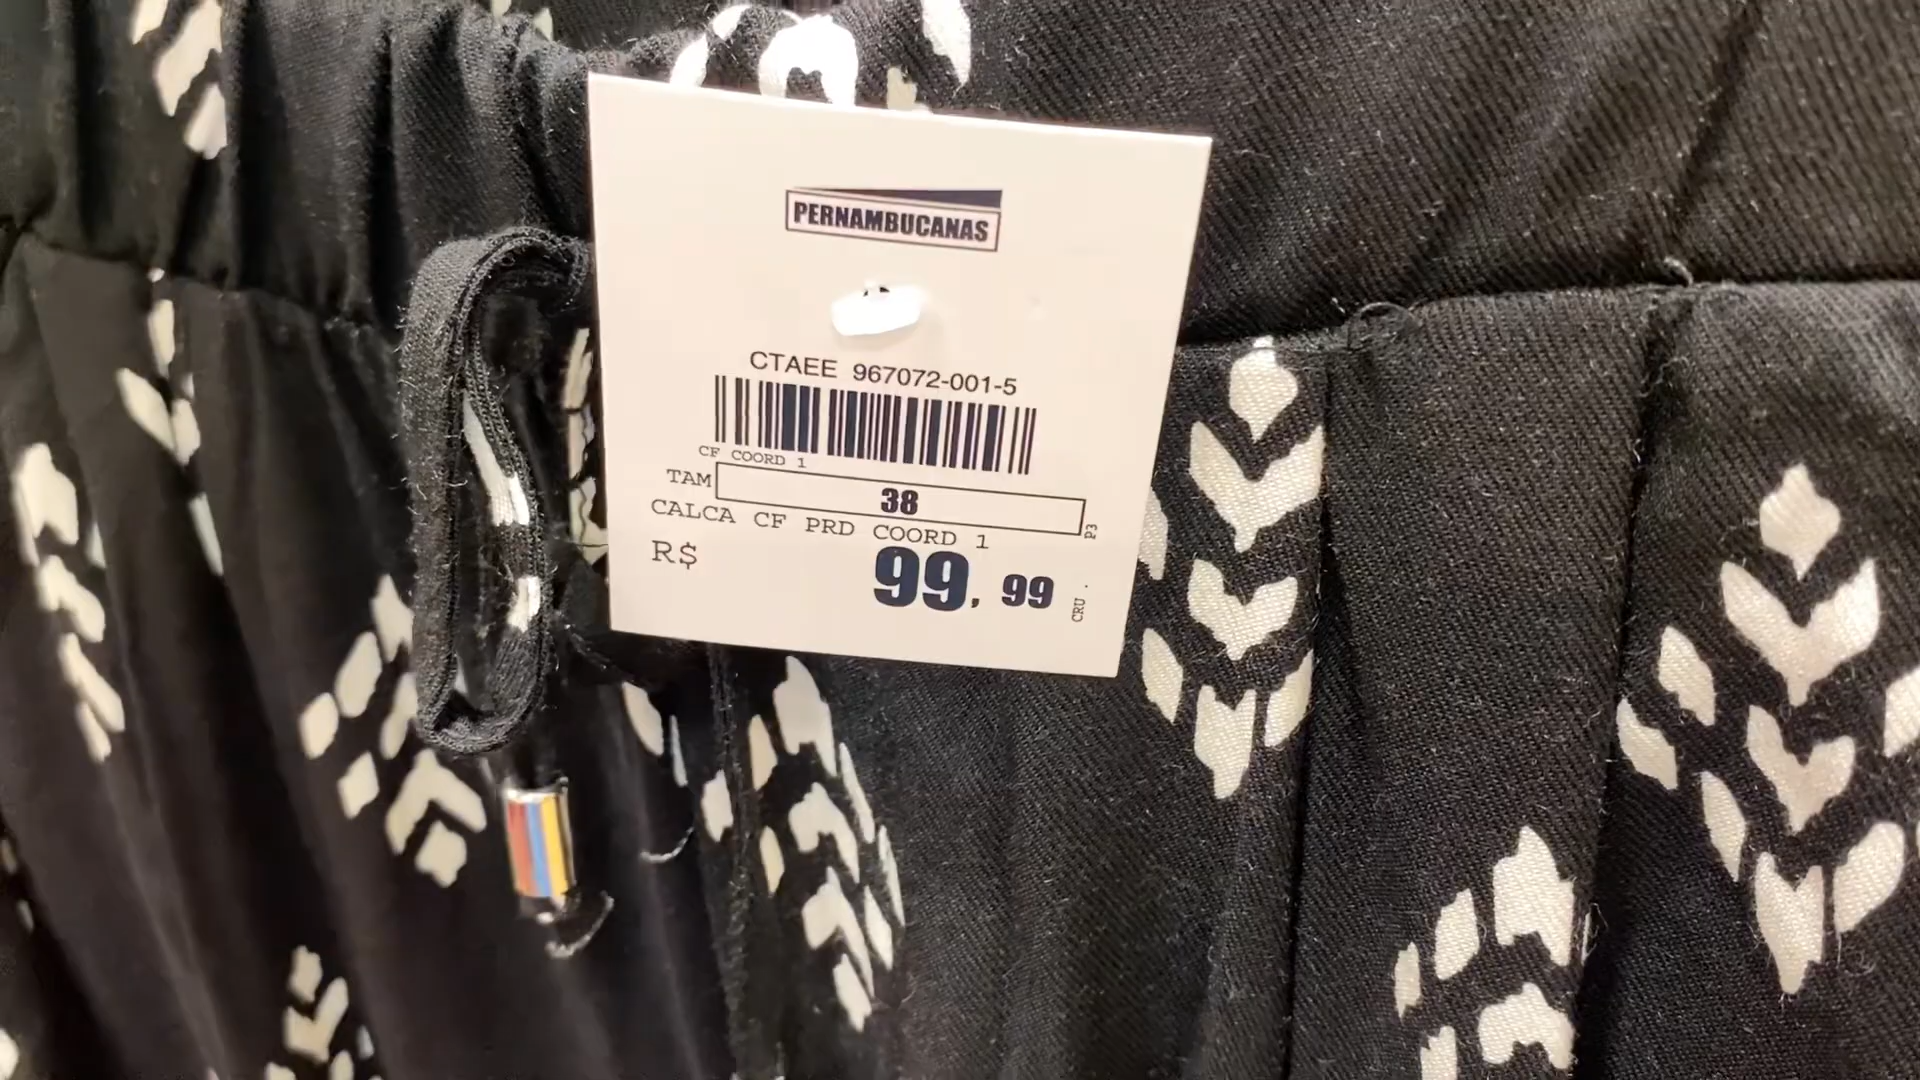 PERNAMBUCANAS
CTAEE 967072-001-5
CF COORD 1
TAM 38
P3
CALCA CF PRD COORD 1
R$ 99,99
CRU .